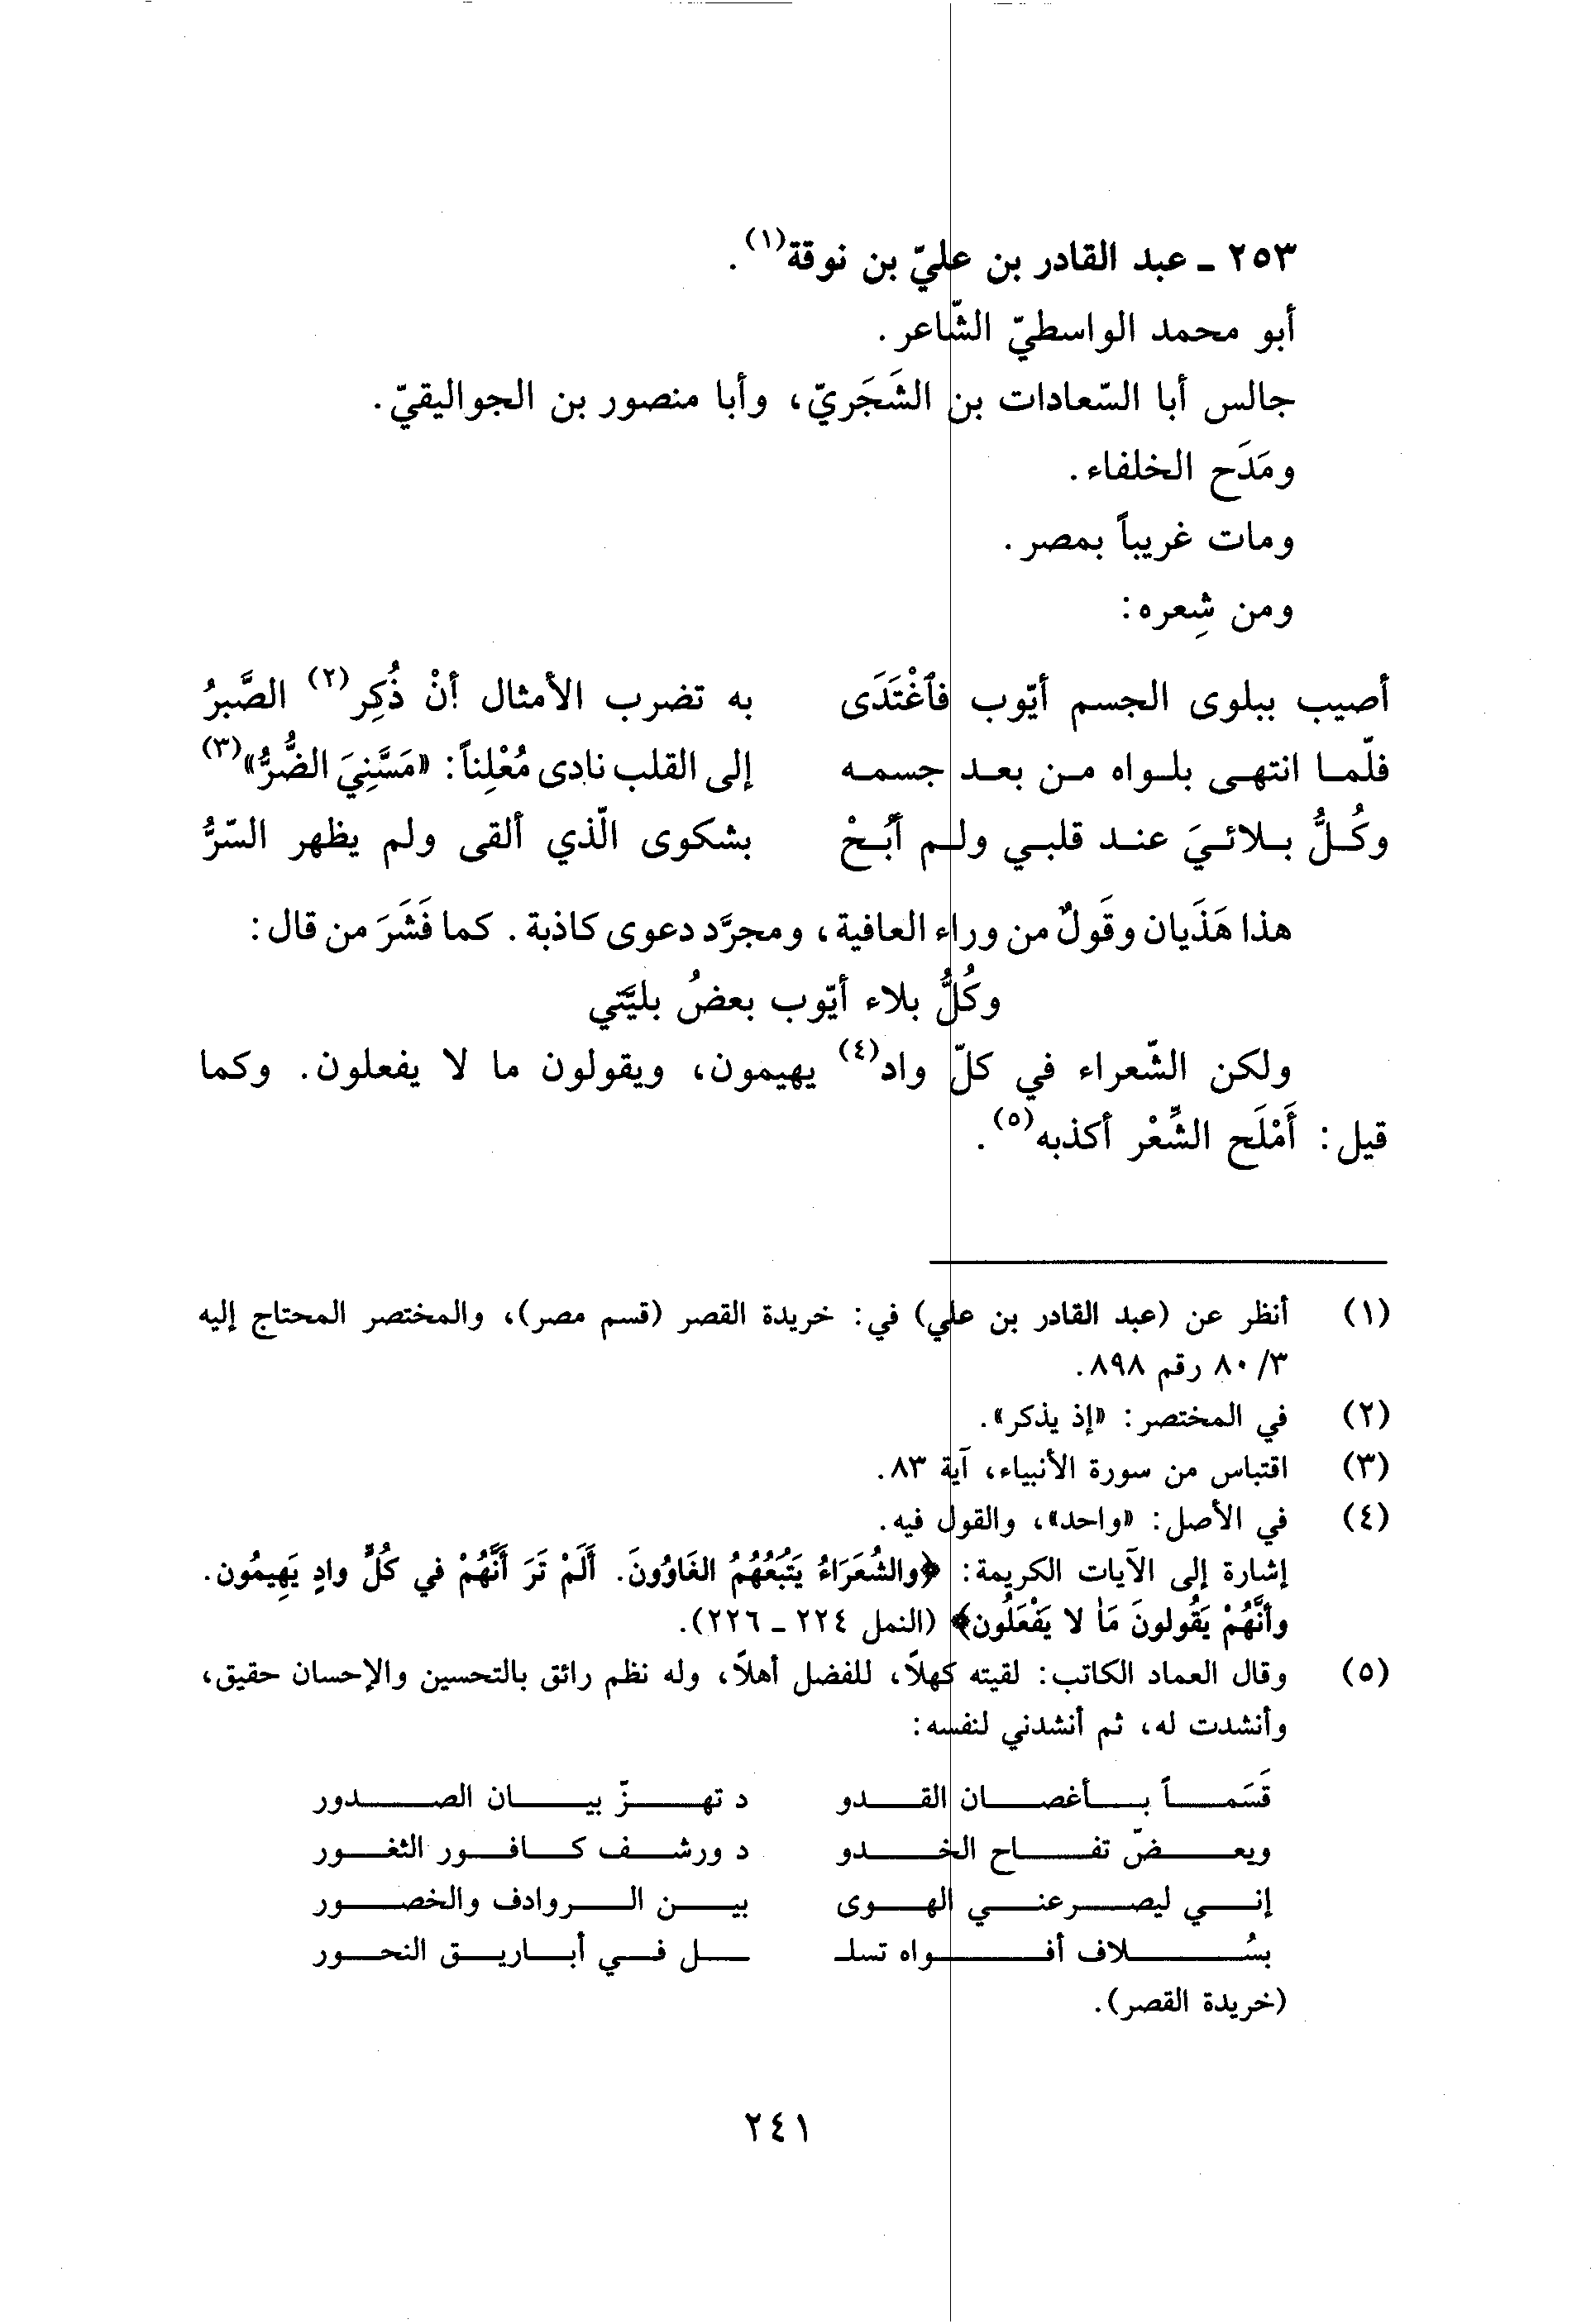 ٢٥٣ ـ عبد القادر بن عليّ بن نوقة(١).
أبو محمد الواسطيّ الشّاعر.
جالس أبا السّعادات بن الشَجَريّ، وأبا منصور بن الجواليقيّ.
ومَدَح الخلفاء.
ومات غريباً بمصر.
ومن شِعره:
أصيب ببلوى الجسم أيّوب فٱغْتَدَى به تضرب الأمثال أنْ ذُكِر(٢) الصَّبرُ
فلّما انتهى بلواه من بعد جسمه إلى القلب نادى مُعْلِناً: «مَسَّنِيَ الضُّرُّ»(٣)
وكُلُّ بلائيَ عند قلبي ولم أَبُحْ بشكوى الّذي ألقى ولم يظهر السّرُّ
هذا هَذَيان وقَولٌ من وراء العافية، ومجرَّد دعوى كاذبة. كما فَشَرَ من قال:
وكُلُّ بلاء أيّوب بعضُ بليَّتي
ولكن الشّعراء في كلّ واد(٤) يهيمون، ويقولون ما لا يفعلون. وكما
قيل: أَمْلَح الشِّعْر أكذبه(٥).
(١) أنظر عن (عبد القادر بن علي) في: خريدة القصر (قسم مصر)، والمختصر المحتاج إليه
٨٠/٣ رقم ٨٩٨.
(٢) في المختصر: «إذ يذكر».
(٣) اقتباس من سورة الأنبياء، آية ٨٣.
(٤) في الأصل: «واحد»، والقول فيه.
إشارة إلى الآيات الكريمة: ﴿والشُعَرَاءُ يَتَّبَعُهُمُ الغَاوُونَ. أَلَمْ تَرَ أَنَّهُمْ في كُلِّ وادٍ يَهِيمُون.
وأنَّهُمْ يَقُولونَ مَا لا يَفْعَلُون﴾ (النمل ٢٢٤ ـ ٢٢٦).
(٥) وقال العماد الكاتب: لقيته كهلاً، للفضل أهلاً، وله نظم رائق بالتحسين والإحسان حقيق،
وأنشدت له، ثم أنشدني لنفسه:
قَسَماً بأغصان القدو د تهزّ بيان الصدور
ويعضّ تفاح الخدو د ورشف كافور الثغور
إني ليصرعني الهوى بين الروادف والخصور
بسُلاف أفواه تسلـ ـل في أباريق النحور
(خريدة القصر).
٢٤١